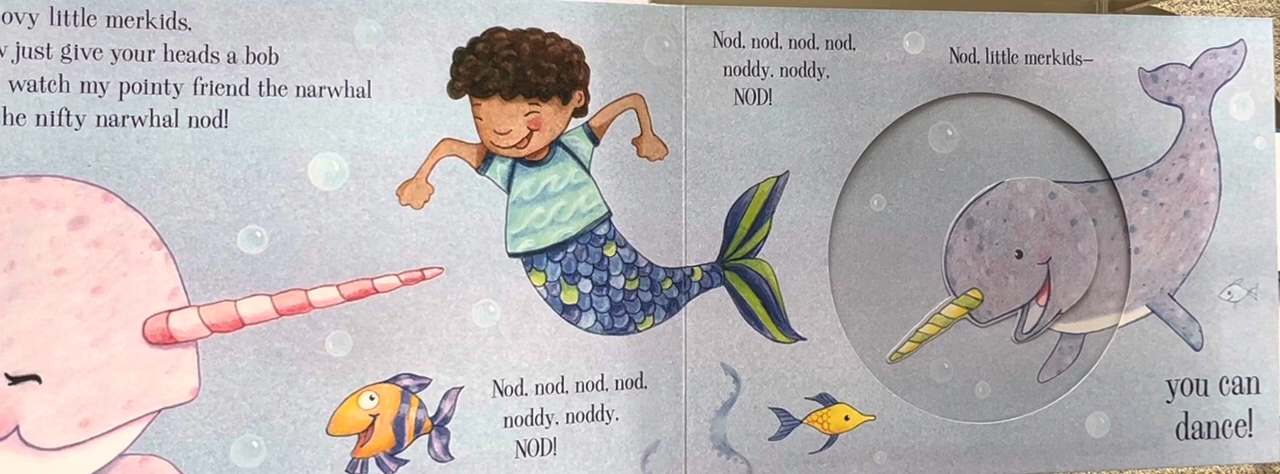 ovy little merkids,
just give your heads a bob
watch my pointy friend the narwhal
he nifty narwhal nod!
Nod, nod, nod, nod,
noddy, noddy,
NOD!
Nod, nod, nod, nod,
noddy, noddy,
NOD!
Nod, little merkids—
you can
dance!